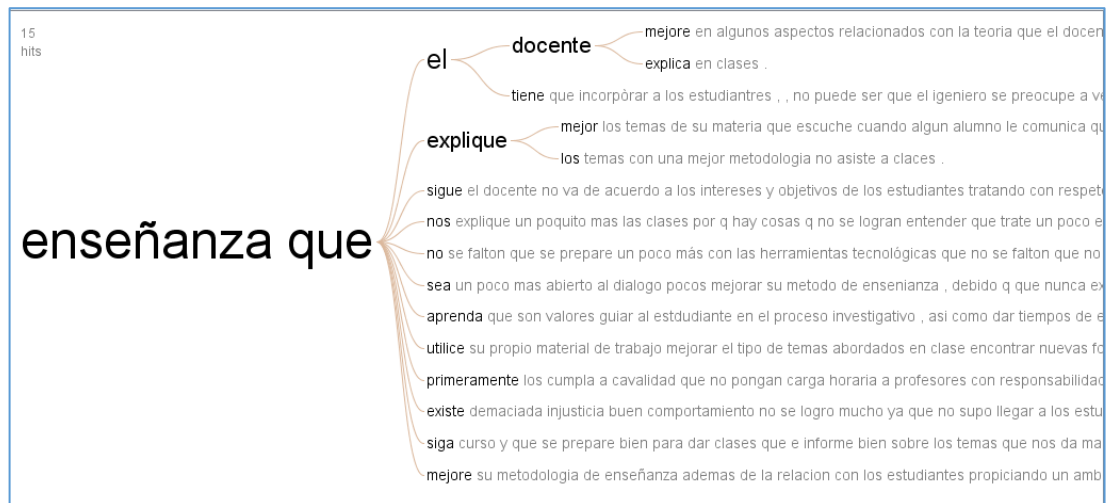 15
hits
enseñanza que
el
docente
mejore en algunos aspectos relacionados con la teoria que el docen
explica en clases .
tiene que incorpórar a los estudiantres , , no puede ser que el igeniero se preocupe a ve
explique
mejor los temas de su materia que escuche cuando algun alumno le comunica qu
los temas con una mejor metodologia no asiste a claces .
sigue el docente no va de acuerdo a los intereses y objetivos de los estudiantes tratando con respeto
nos explique un poquito mas las clases por q hay cosas q no se logran entender que trate un poco e
no se falton que se prepare un poco más con las herramientas tecnológicas que no se falton que no
sea un poco mas abierto al dialogo pocos mejorar su metodo de ensenianza , debido q que nunca ex
aprenda que son valores guiar al estdudiante en el proceso investigativo , asi como dar tiempos de e
utilice su propio material de trabajo mejorar el tipo de temas abordados en clase encontrar nuevas fo
primeramente los cumpla a cavalidad que no pongan carga horaria a profesores con responsabilidad
existe demaciada injusticia buen comportamiento no se logro mucho ya que no supo llegar a los estu
siga curso y que se prepare bien para dar clases que e informe bien sobre los temas que nos da ma
mejore su metodologia de enseñanza ademas de la relacion con los estudiantes propiciando un amb